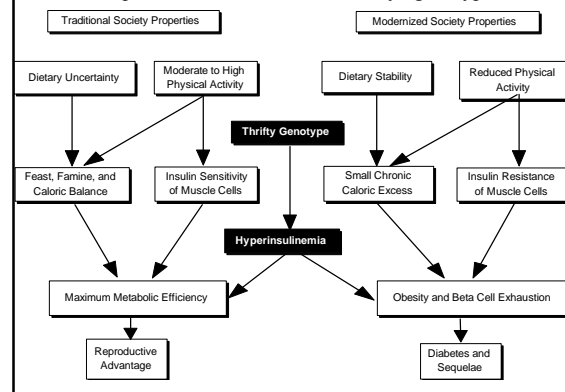 Traditional Society Properties
Modernized Society Properties
Dietary Uncertainty
Moderate to High
Physical Activity
Dietary Stability
Reduced Physical
Activity
Thrifty Genotype
Feast, Famine, and
Caloric Balance
Insulin Sensitivity
of Muscle Cells
Small Chronic
Caloric Excess
Insulin Resistance
of Muscle Cells
Hyperinsulinemia
Maximum Metabolic Efficiency
Obesity and Beta Cell Exhaustion
Reproductive
Advantage
Diabetes and
Sequelae